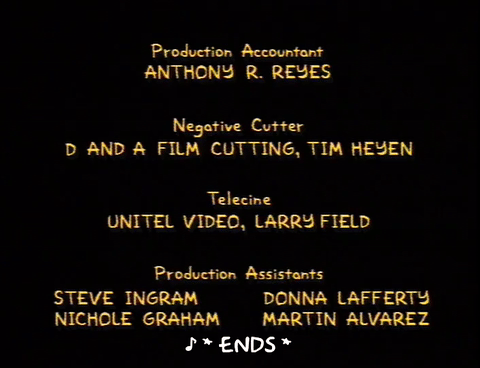 Production Accountant
ANTHONY R. REYES
Negative Cutter
D AND A FILM CUTTING, TIM HEYEN
Telecine
UNITEL VIDEO, LARRY FIELD
Production Assistants
STEVE INGRAM DONNA LAFFERTY
NICHOLE GRAHAM MARTIN ALVAREZ
♪ * ENDS *